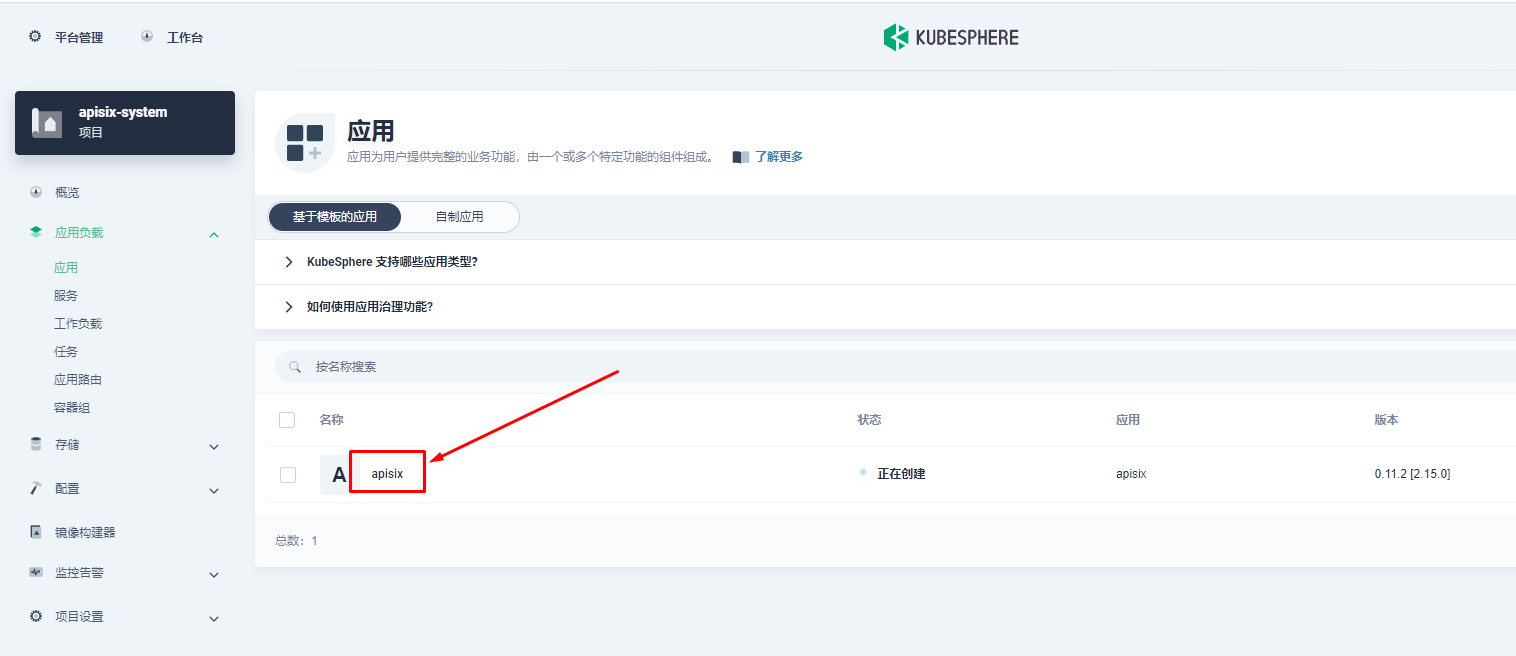 平台管理 工作台 KUBESPHERE
apisix-system
项目
应用
应用为用户提供完整的业务功能，由一个或多个特定功能的组件组成。 了解更多
概览
应用负载
应用
服务
工作负载
任务
应用路由
容器组
存储
配置
镜像构建器
监控告警
项目设置
基于模板的应用 自制应用
KubeSphere 支持哪些应用类型?
如何使用应用治理功能?
按名称搜索
名称 状态 应用 版本
A apisix 正在创建 apisix 0.11.2 [2.15.0]
总数：1